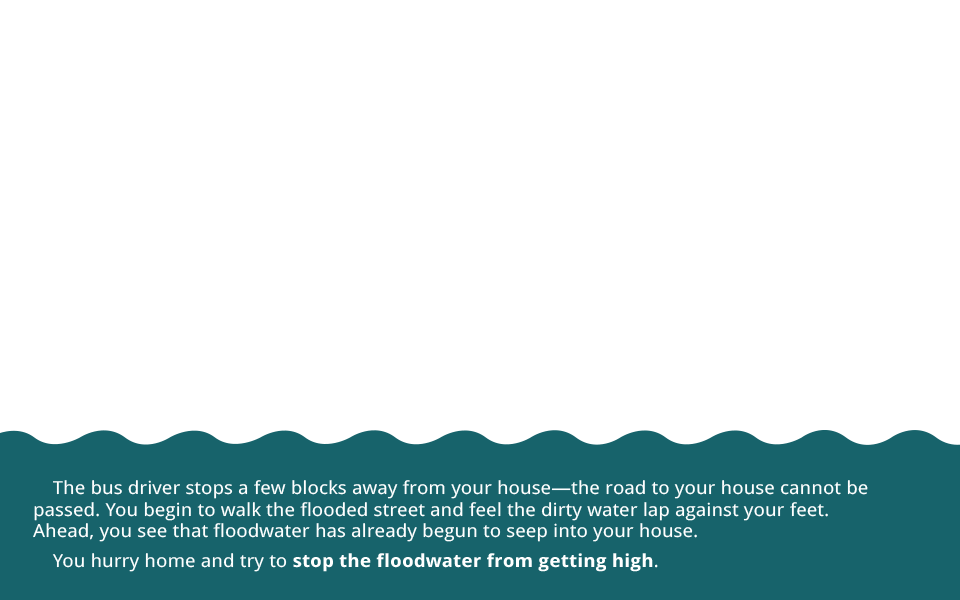 The bus driver stops a few blocks away from your house—the road to your house cannot be
passed. You begin to walk the flooded street and feel the dirty water lap against your feet.
Ahead, you see that floodwater has already begun to seep into your house.
You hurry home and try to stop the floodwater from getting high.